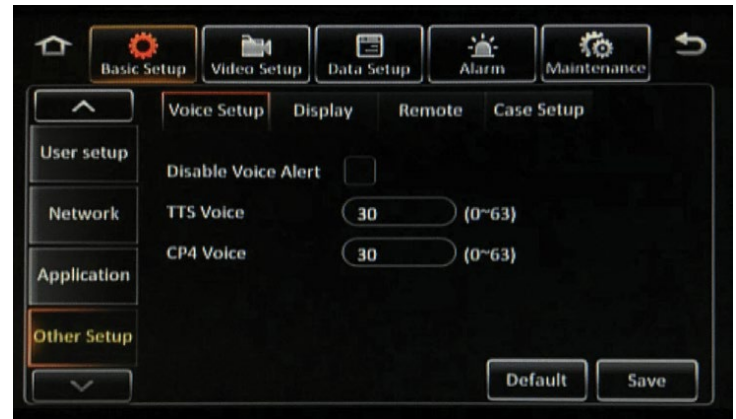 Basic Setup
Video Setup
Data Setup
Alarm
Maintenance
Voice Setup
Display
Remote
Case Setup
User setup
Network
Application
Other Setup
Disable Voice Alert
TTS Voice 30 (0~63)
CP4 Voice 30 (0~63)
Default
Save